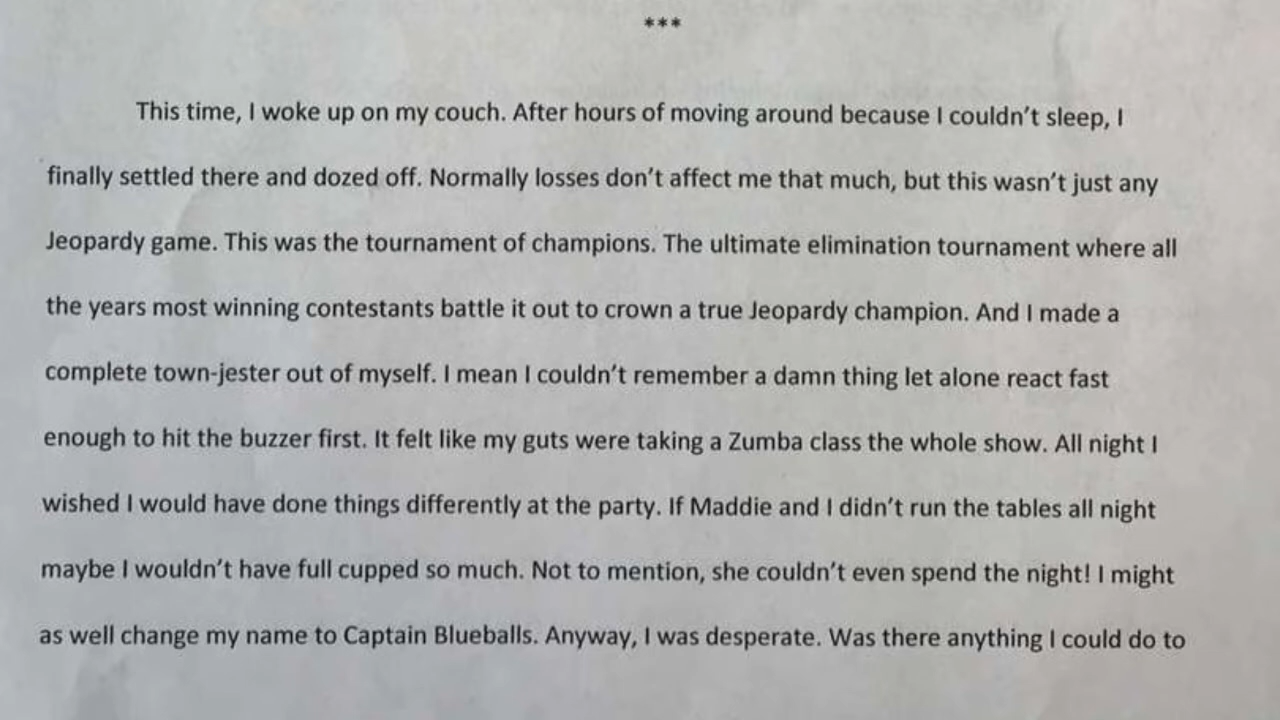 ***
This time, I woke up on my couch. After hours of moving around because I couldn't sleep, I
finally settled there and dozed off. Normally losses don't affect me that much, but this wasn't just any
Jeopardy game. This was the tournament of champions. The ultimate elimination tournament where all
the years most winning contestants battle it out to crown a true Jeopardy champion. And I made a
complete town-jester out of myself. I mean I couldn't remember a damn thing let alone react fast
enough to hit the buzzer first. It felt like my guts were taking a Zumba class the whole show. All night I
wished I would have done things differently at the party. If Maddie and I didn't run the tables all night
maybe I wouldn't have full cupped so much. Not to mention, she couldn't even spend the night! I might
as well change my name to Captain Blueballs. Anyway, I was desperate. Was there anything I could do to